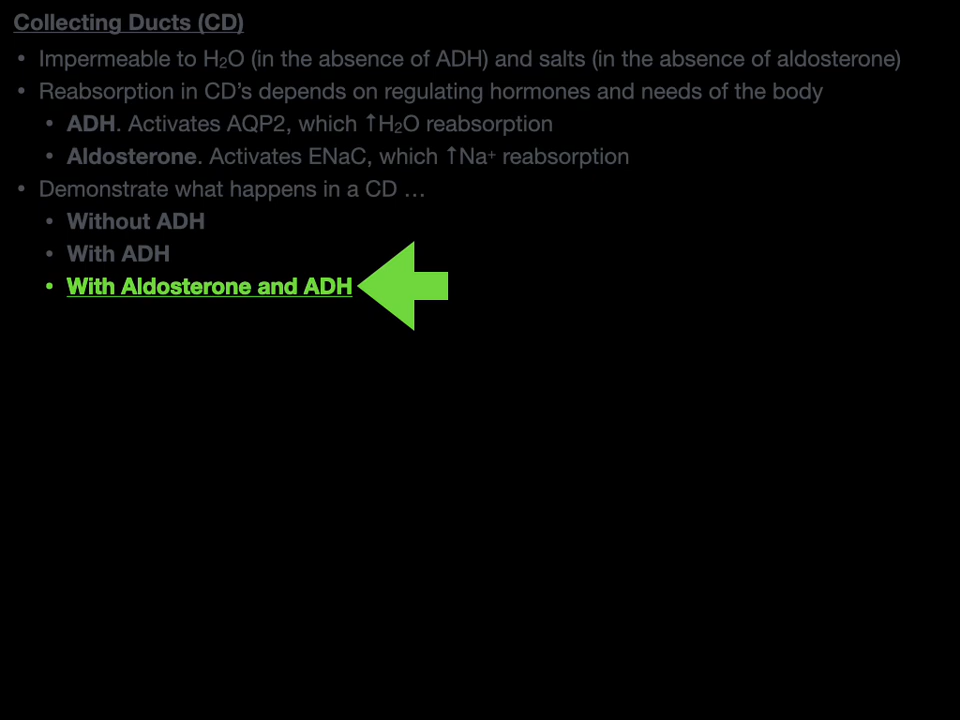 Collecting Ducts (CD)
• Impermeable to H₂O (in the absence of ADH) and salts (in the absence of aldosterone)
• Reabsorption in CD’s depends on regulating hormones and needs of the body
• ADH. Activates AQP2, which ↑H₂O reabsorption
• Aldosterone. Activates ENaC, which ↑Na⁺ reabsorption
• Demonstrate what happens in a CD …
• Without ADH
• With ADH
• With Aldosterone and ADH